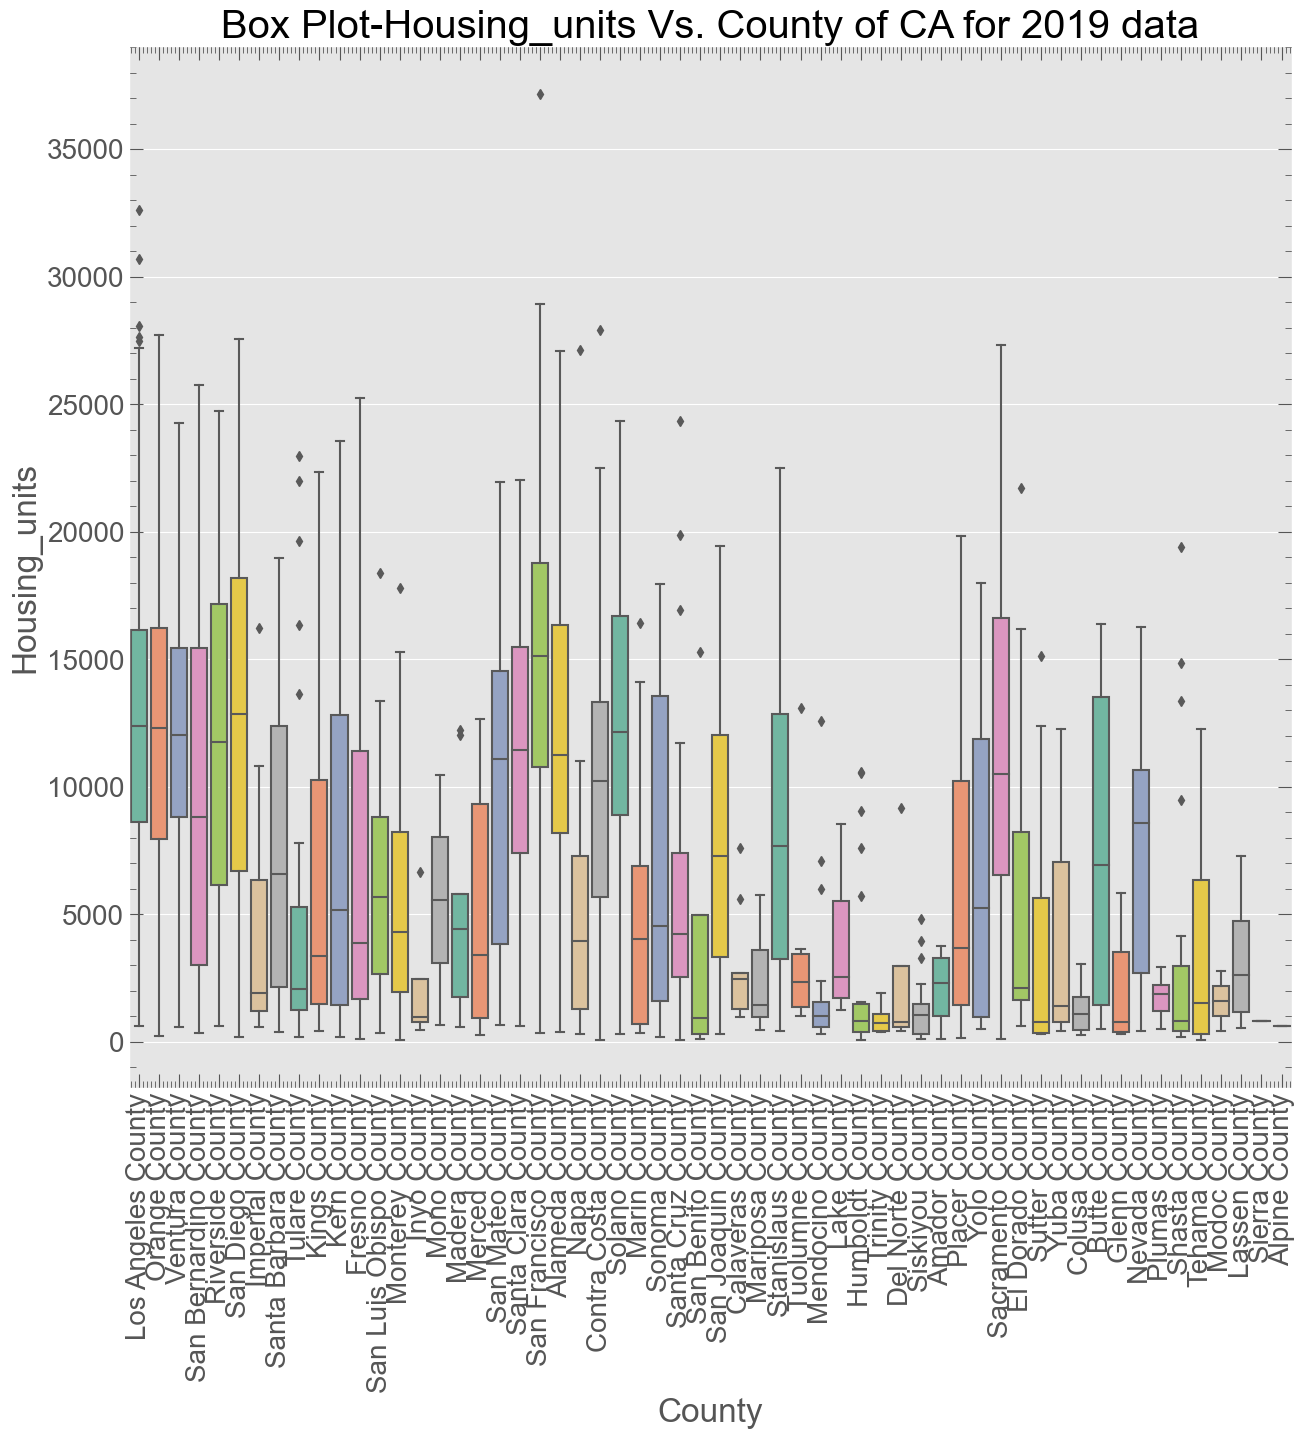 Box Plot-Housing_units Vs. County of CA for 2019 data
35000
30000
25000
20000
15000
10000
5000
0
Housing_units
Los Angeles County
Orange County
Ventura County
San Bernardino County
Riverside County
San Diego County
Imperial County
Santa Barbara County
Tulare County
Kings County
Kern County
Fresno County
San Luis Obispo County
Monterey County
Inyo County
Mono County
Madera County
Merced County
San Mateo County
Santa Clara County
San Francisco County
Alameda County
Napa County
Contra Costa County
Solano County
Marin County
Sonoma County
Santa Cruz County
San Benito County
San Joaquin County
Calaveras County
Mariposa County
Stanislaus County
Tuolumne County
Mendocino County
Lake County
Humboldt County
Trinity County
Del Norte County
Siskiyou County
Amador County
Placer County
Yolo County
Sacramento County
El Dorado County
Sutter County
Yuba County
Colusa County
Butte County
Glenn County
Nevada County
Plumas County
Shasta County
Tehama County
Modoc County
Lassen County
Sierra County
Alpine County
County